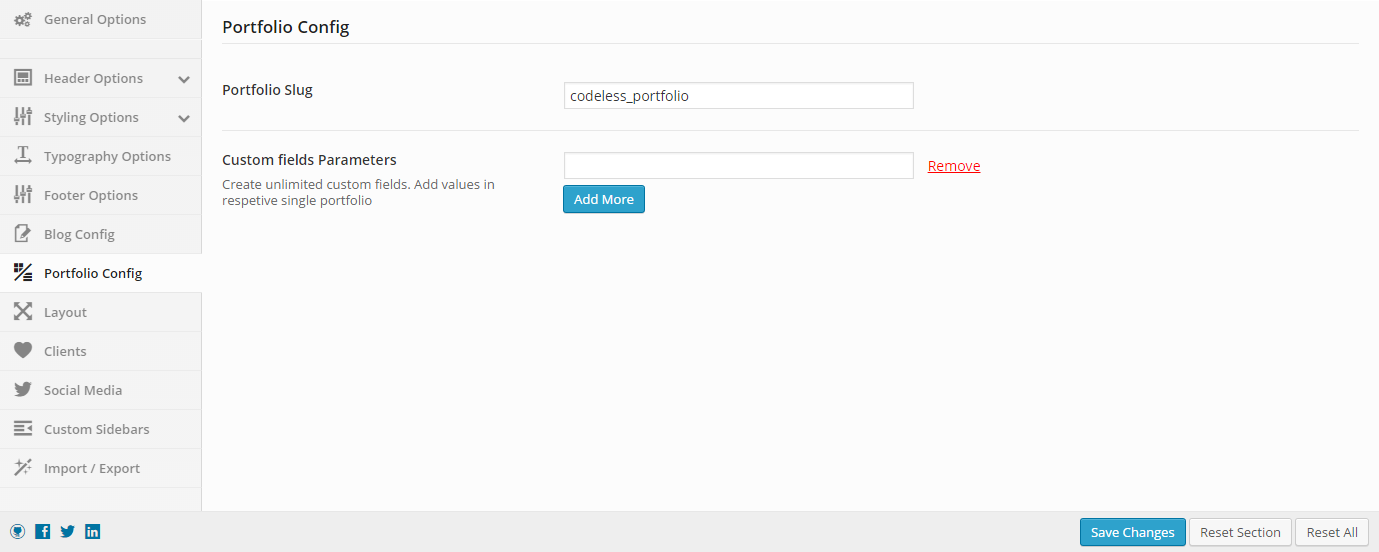 General Options
Header Options
Styling Options
Typography Options
Footer Options
Blog Config
Portfolio Config
Layout
Clients
Social Media
Custom Sidebars
Import / Export
Portfolio Config
Portfolio Slug
codeless_portfolio
Custom fields Parameters
Create unlimited custom fields. Add values in
respetive single portfolio
Remove
Add More
Save Changes
Reset Section
Reset All